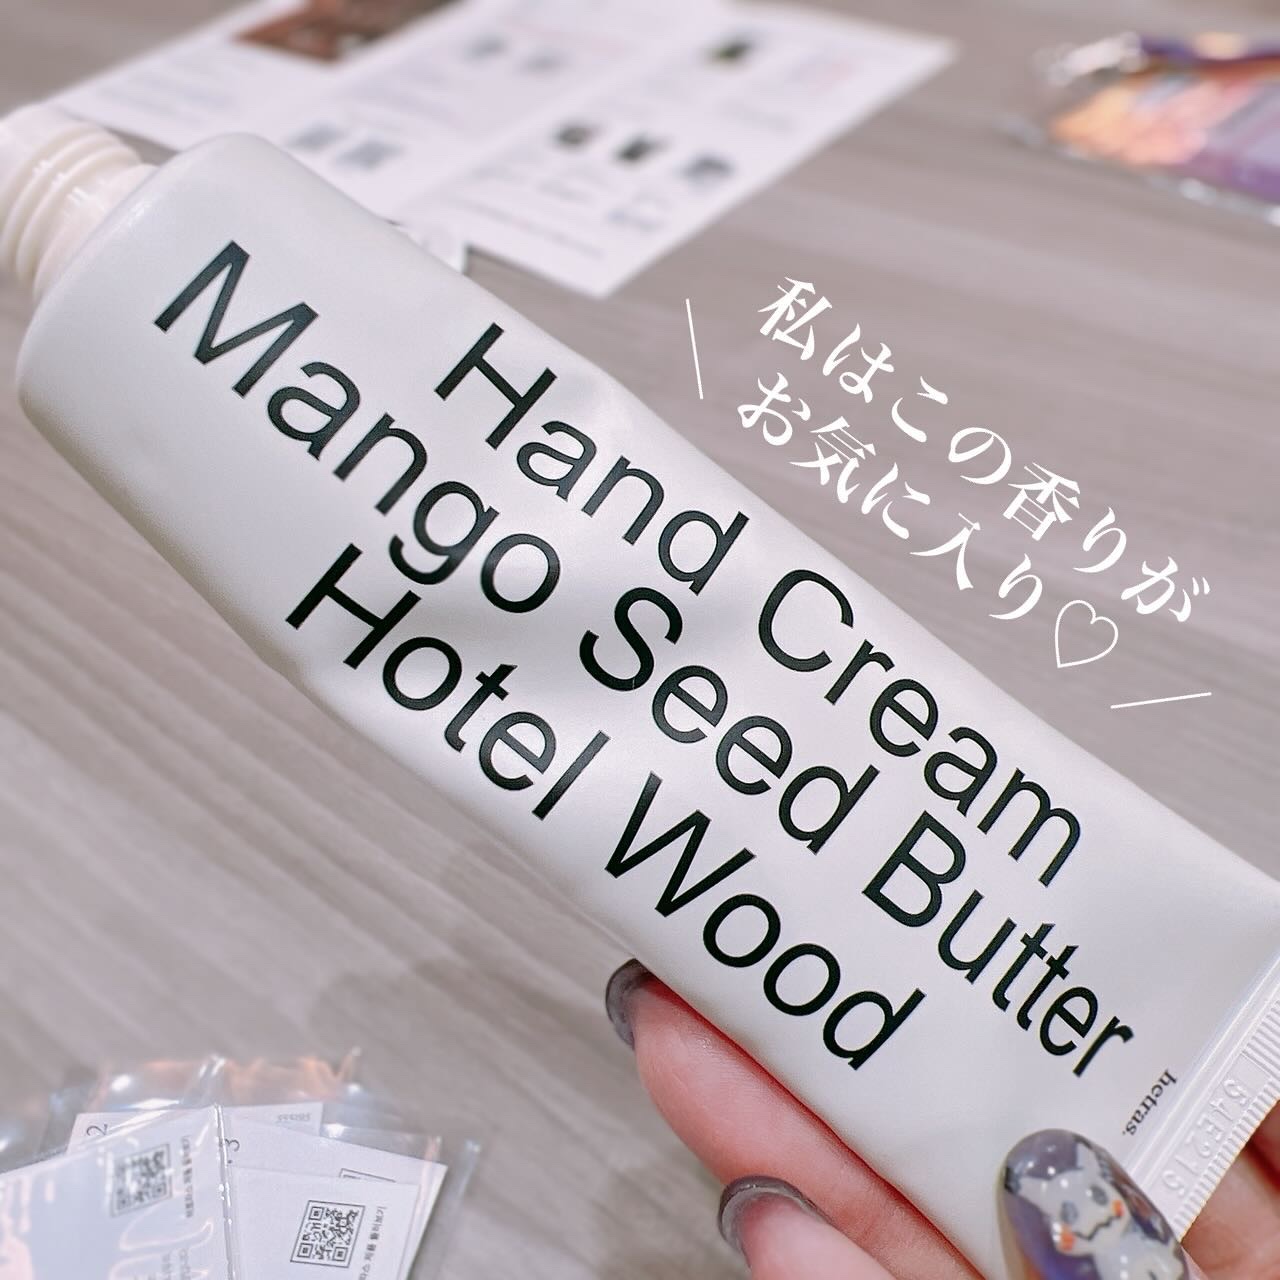 Hand Cream
Mango Seed Butter
Hotel Wood
hetras.
私はこの香りが
お気に入り♡